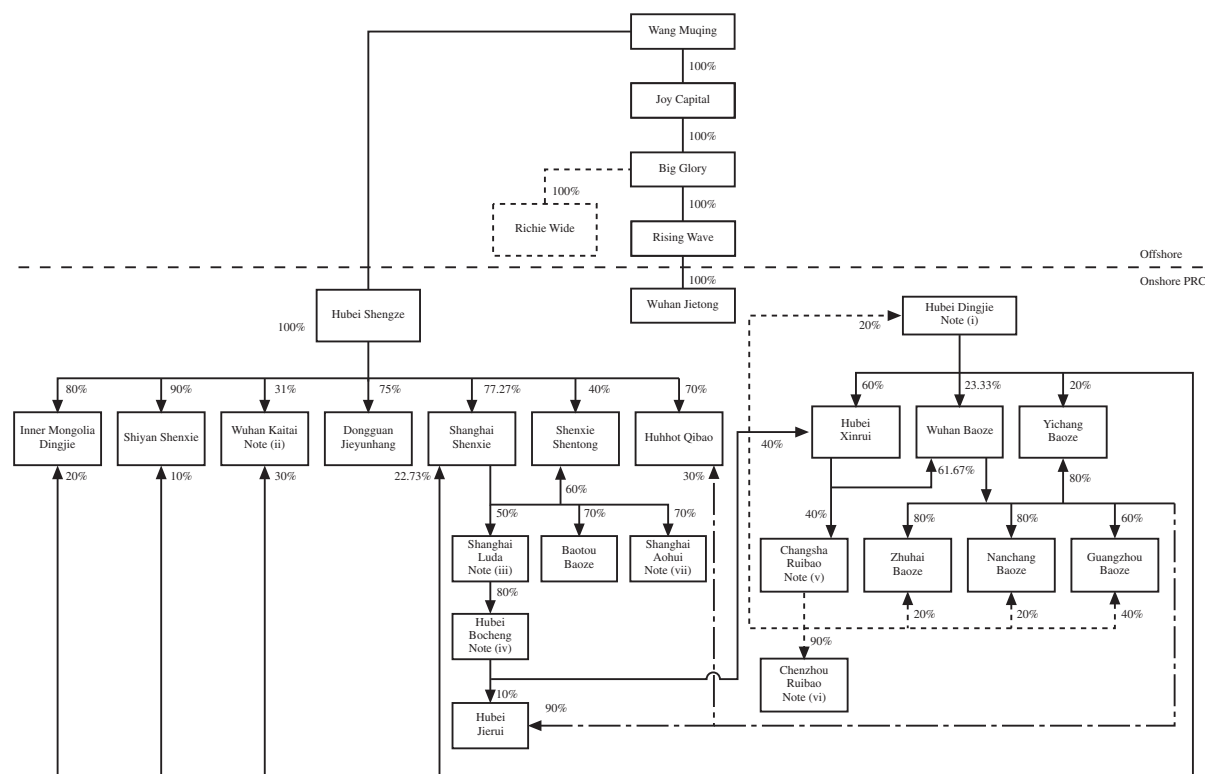 Wang Muqing
100%
Joy Capital
100%
Big Glory
100%
100%
Richie Wide
Rising Wave
Offshore
100%
Onshore PRC
Wuhan Jietong
Hubei Shengze
100%
Hubei Dingjie
Note (i)
20%
80%
90%
31%
75%
77.27%
40%
70%
60%
23.33%
20%
Inner Mongolia
Dingjie
Shiyan Shenxie
Wuhan Kaitai
Note (ii)
Dongguan
Jieyunhang
Shanghai
Shenxie
Shenxie
Shentong
Huhhot Qibao
40%
Hubei
Xinrui
Wuhan Baoze
Yichang
Baoze
20%
10%
30%
22.73%
60%
30%
61.67%
80%
50%
70%
70%
40%
80%
80%
60%
Shanghai
Luda
Note (iii)
Baotou
Baoze
Shanghai
Aohui
Note (vii)
Changsha
Ruibao
Note (v)
Zhuhai
Baoze
Nanchang
Baoze
Guangzhou
Baoze
80%
20%
20%
40%
Hubei
Bocheng
Note (iv)
90%
Chenzhou
Ruibao
Note (vi)
10%
Hubei
Jierui
90%